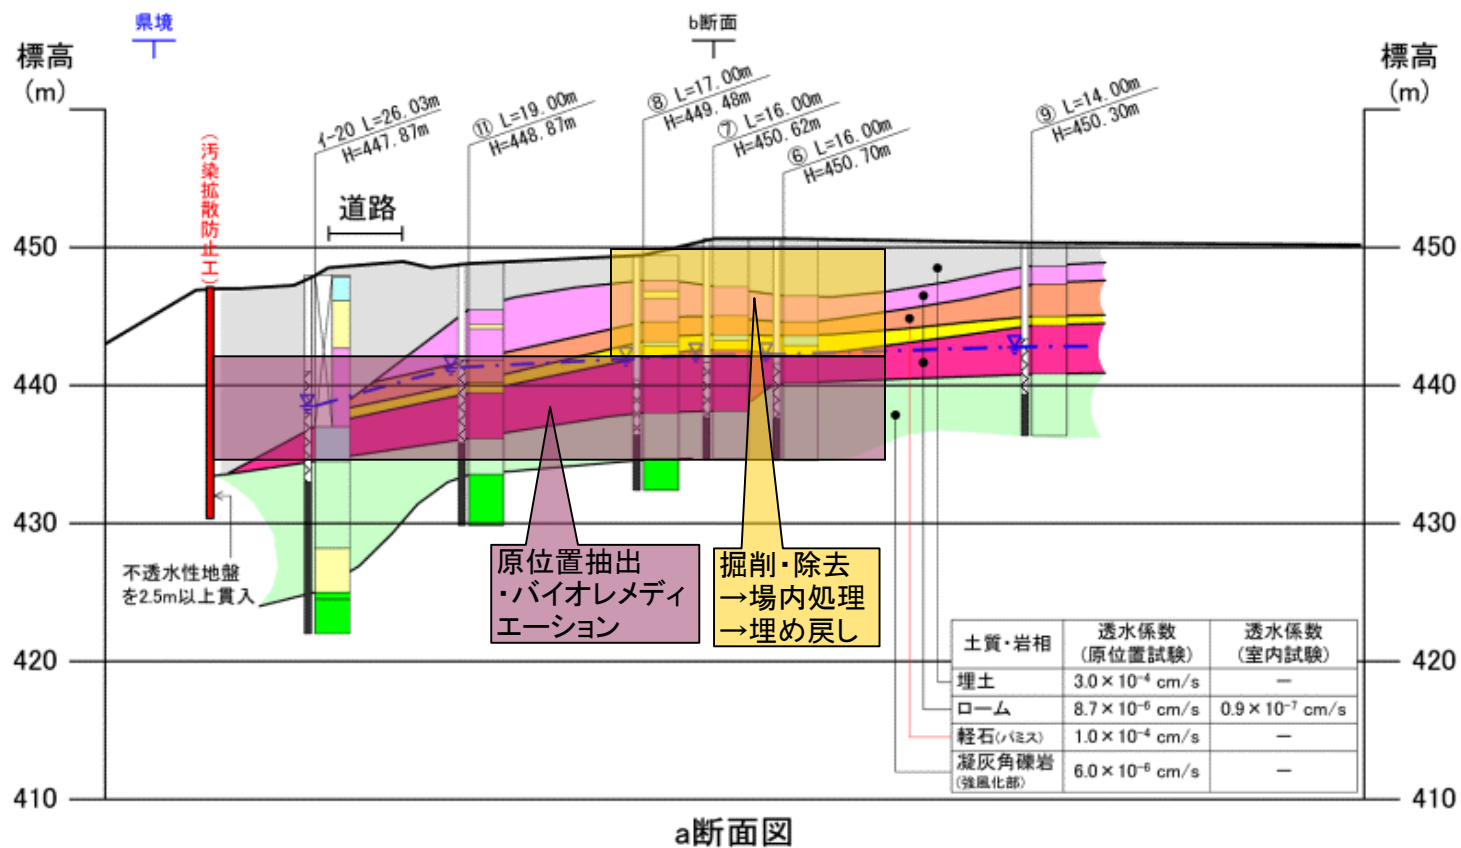 県境
b断面
標高
(m)
標高
(m)
イ-20 L=26.03m
H=447.87m
⑪ L=19.00m
H=448.87m
⑧ L=17.00m
H=449.48m
⑦ L=16.00m
H=450.62m
⑥ L=16.00m
H=450.70m
⑨ L=14.00m
H=450.30m
(汚染拡散防止工)
道路
450
450
440
440
430
430
420
420
410
410
不透水性地盤
を2.5m以上貫入
原位置抽出
・バイオレメディ
エーション
掘削・除去
→場内処理
→埋め戻し
土質・岩相 透水係数(原位置試験) 透水係数(室内試験)
埋土 3.0×10⁻⁴ cm/s －
ローム 8.7×10⁻⁶ cm/s 0.9×10⁻⁷ cm/s
軽石(パミス) 1.0×10⁻⁴ cm/s －
凝灰角礫岩(強風化部) 6.0×10⁻⁶ cm/s －
a断面図